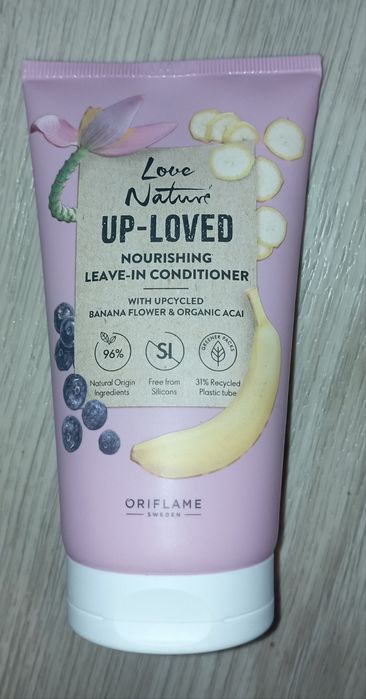 Love
Nature
UP-LOVED
NOURISHING
LEAVE-IN CONDITIONER
WITH UPCYCLED
BANANA FLOWER & ORGANIC ACAI
96%
SI
GREENER PACKS
Natural Origin
Ingredients
Free from
Silicons
31% Recycled
Plastic tube
ORIFLAME
SWEDEN